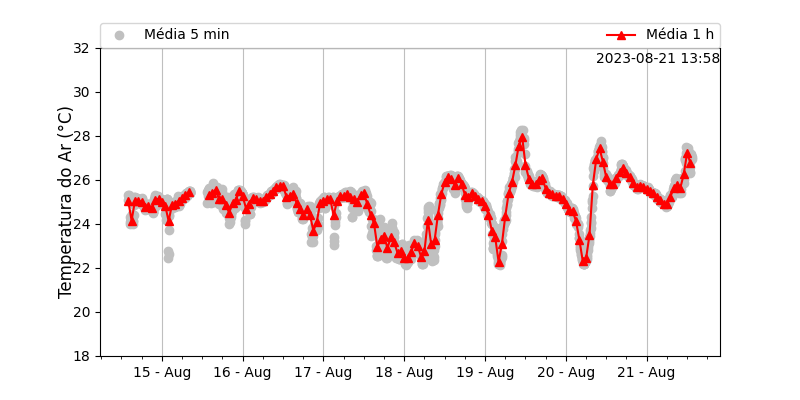 Média 5 min
Média 1 h
2023-08-21 13:58
Temperatura do Ar (°C)
32
30
28
26
24
22
20
18
15 - Aug
16 - Aug
17 - Aug
18 - Aug
19 - Aug
20 - Aug
21 - Aug